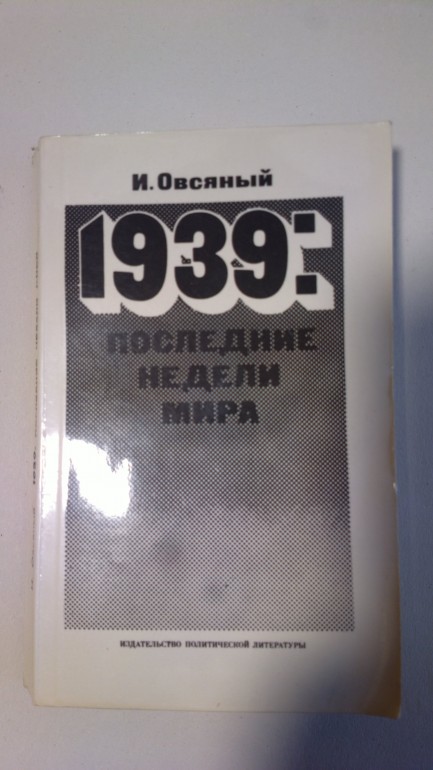 И. Овсяный
1939:
ПОСЛЕДНИЕ
НЕДЕЛИ
МИРА
ИЗДАТЕЛЬСТВО ПОЛИТИЧЕСКОЙ ЛИТЕРАТУРЫ